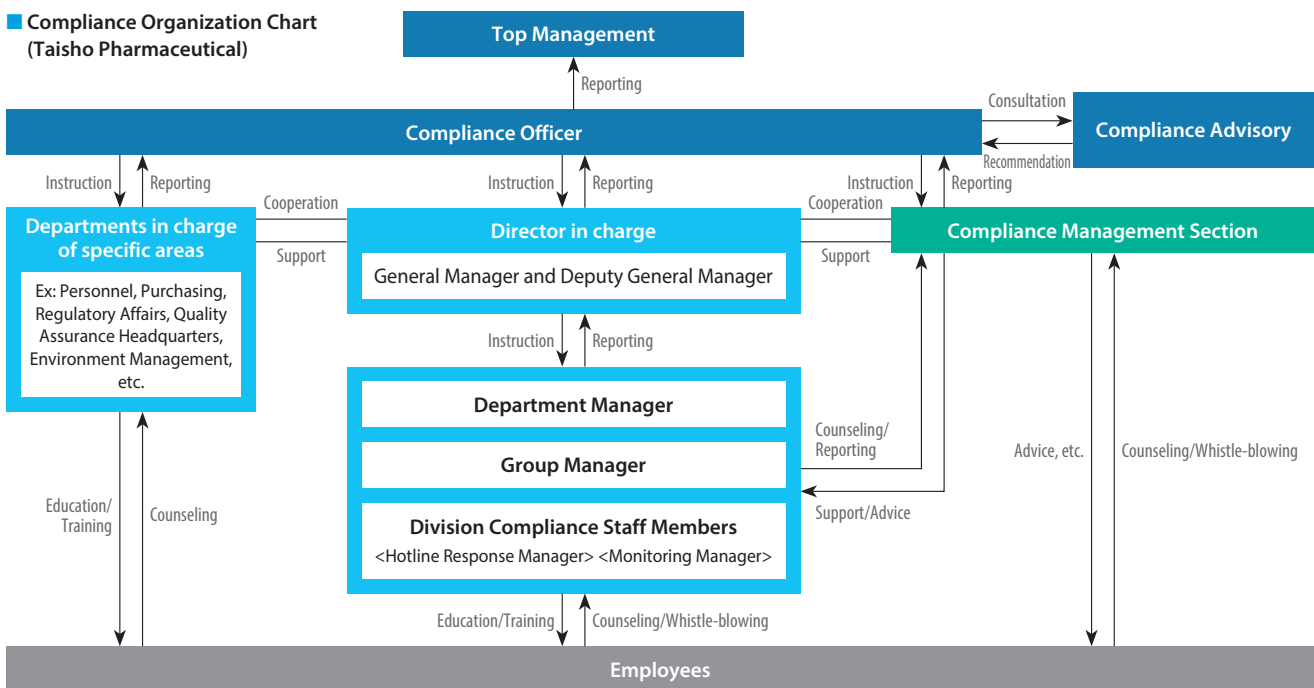 Compliance Organization Chart
(Taisho Pharmaceutical)
Top Management
Reporting
Compliance Officer
Consultation
Recommendation
Compliance Advisory
Instruction
Reporting
Instruction
Reporting
Instruction
Reporting
Departments in charge
of specific areas
Ex: Personnel, Purchasing,
Regulatory Affairs, Quality
Assurance Headquarters,
Environment Management,
etc.
Cooperation
Support
Director in charge
General Manager and Deputy General Manager
Cooperation
Support
Compliance Management Section
Instruction
Reporting
Department Manager
Group Manager
Division Compliance Staff Members
<Hotline Response Manager> <Monitoring Manager>
Counseling/
Reporting
Support/Advice
Advice, etc.
Counseling/Whistle-blowing
Education/
Training
Counseling
Education/Training
Counseling/Whistle-blowing
Employees